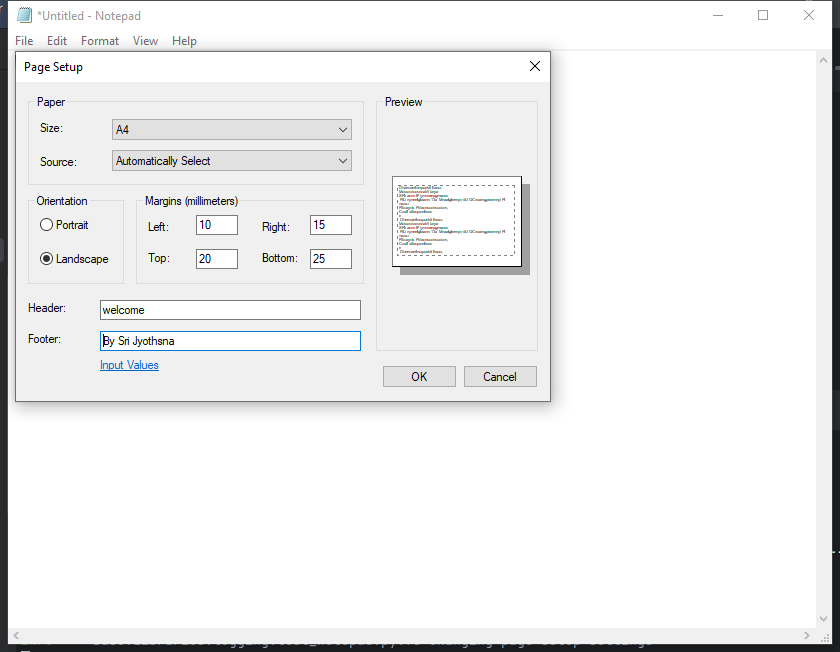 *Untitled - Notepad
File Edit Format View Help
Page Setup
Paper
Size: A4
Source: Automatically Select
Preview
Orientation
Portrait
Landscape
Margins (millimeters)
Left: 10 Right: 15
Top: 20 Bottom: 25
Header: welcome
Footer: By Sri Jyothsna
Input Values
OK Cancel